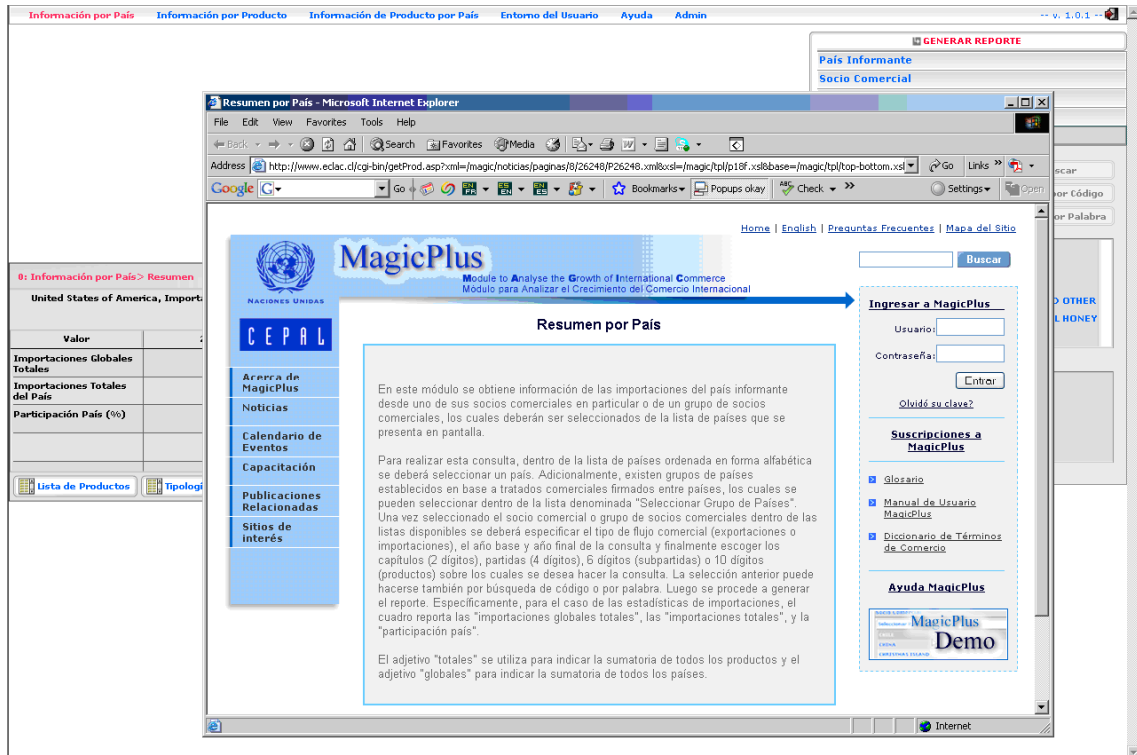 Información por País Información por Producto Información de Producto por País Entorno del Usuario Ayuda Admin -- v. 1.0.1 --
GENERAR REPORTE
País Informante
Socio Comercial
Resumen por País - Microsoft Internet Explorer
File Edit View Favorites Tools Help
Back Search Favorites Media
Address http://www.eclac.cl/cgi-bin/getProd.asp?xml=/magic/noticias/paginas/8/26248/P26248.xml&xsl=/magic/tpl/p18f.xsl&base=/magic/tpl/top-bottom.xsl Go Links »
Google G Go Bookmarks Popups okay Check » Settings Open
scar
por Código
or Palabra
Home | English | Preguntas Frecuentes | Mapa del Sitio
NACIONES UNIDAS
MagicPlus
Module to Analyse the Growth of International Commerce
Módulo para Analizar el Crecimiento del Comercio Internacional
Buscar
0: Información por País> Resumen
United States of America, Import
Valor 2
Importaciones Globales
Totales
Importaciones Totales
del País
Participación País (%)
Lista de Productos Tipologí
CEPAL
Acerca de
MagicPlus
Noticias
Calendario de
Eventos
Capacitación
Publicaciones
Relacionadas
Sitios de
interés
Resumen por País
En este módulo se obtiene información de las importaciones del país informante
desde uno de sus socios comerciales en particular o de un grupo de socios
comerciales, los cuales deberán ser seleccionados de la lista de países que se
presenta en pantalla.
Para realizar esta consulta, dentro de la lista de países ordenada en forma alfabética
se deberá seleccionar un país. Adicionalmente, existen grupos de países
establecidos en base a tratados comerciales firmados entre países, los cuales se
pueden seleccionar dentro de la lista denominada "Seleccionar Grupo de Países".
Una vez seleccionado el socio comercial o grupo de socios comerciales dentro de las
listas disponibles se deberá especificar el tipo de flujo comercial (exportaciones o
importaciones), el año base y año final de la consulta y finalmente escoger los
capítulos (2 dígitos), partidas (4 dígitos), 6 dígitos (subpartidas) o 10 dígitos
(productos) sobre los cuales se desea hacer la consulta. La selección anterior puede
hacerse también por búsqueda de código o por palabra. Luego se procede a generar
el reporte. Específicamente, para el caso de las estadísticas de importaciones, el
cuadro reporta las "importaciones globales totales", las "importaciones totales", y la
"participación país".
El adjetivo "totales" se utiliza para indicar la sumatoria de todos los productos y el
adjetivo "globales" para indicar la sumatoria de todos los países.
Ingresar a MagicPlus
Usuario:
Contraseña:
Entrar
Olvidó su clave?
Suscripciones a
MagicPlus
Glosario
Manual de Usuario
MagicPlus
Diccionario de Términos
de Comercio
Ayuda MagicPlus
MagicPlus
Demo
OTHER
L HONEY
Internet